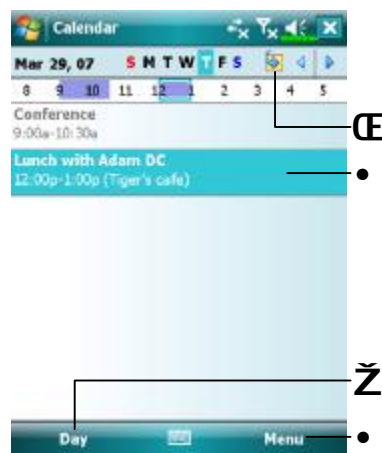 Calendar
Mar 29, 07 S M T W T F S
8 9 10 11 12 1 2 3 4 5
Conference
9:00a-10:30a
Œ
Lunch with Adam DC
12:00p-1:00p (Tiger's cafe)
•
Ž
Day Menu •